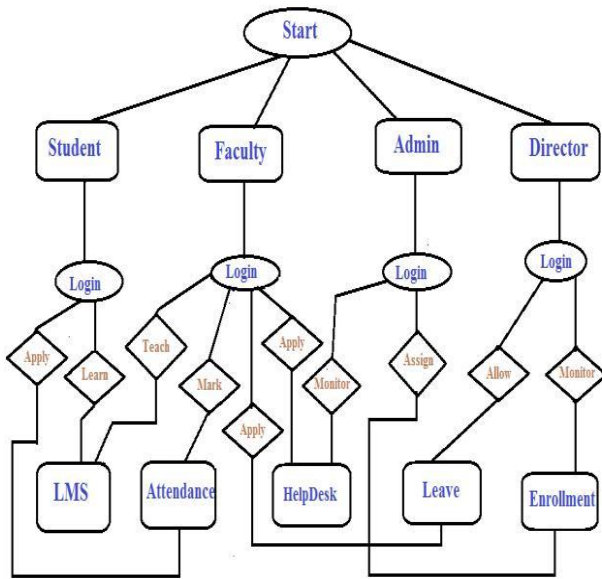 Start
Student
Faculty
Admin
Director
Login
Login
Login
Login
Apply
Learn
Teach
Mark
Apply
Apply
Monitor
Assign
Allow
Monitor
LMS
Attendance
HelpDesk
Leave
Enrollment